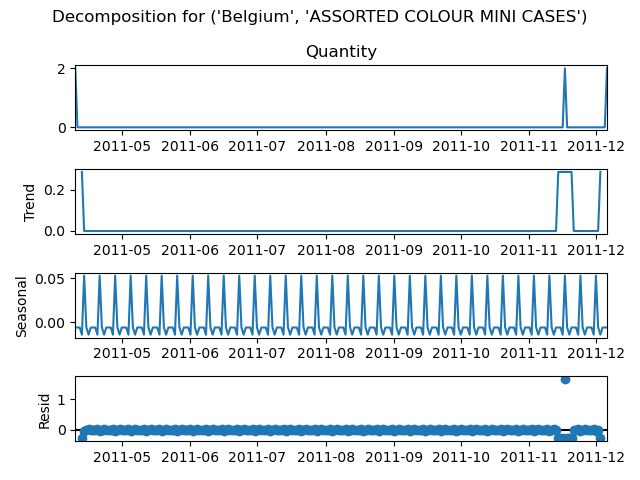 Decomposition for ('Belgium', 'ASSORTED COLOUR MINI CASES')
Quantity
2
0
2011-05 2011-06 2011-07 2011-08 2011-09 2011-10 2011-11 2011-12
Trend
0.2
0.0
2011-05 2011-06 2011-07 2011-08 2011-09 2011-10 2011-11 2011-12
Seasonal
0.05
0.00
2011-05 2011-06 2011-07 2011-08 2011-09 2011-10 2011-11 2011-12
Resid
1
0
2011-05 2011-06 2011-07 2011-08 2011-09 2011-10 2011-11 2011-12